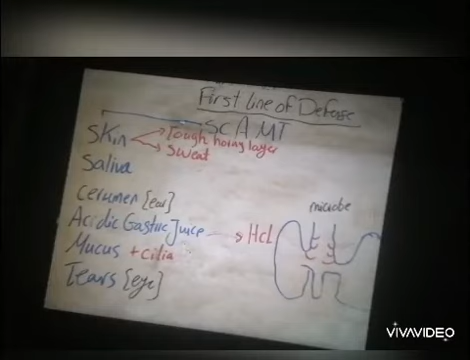 First line of Defense
SCAMT
Skin
Tough horny layer
sweat
Saliva
cerumen {ear}
Acidic Gastric Juice → Hcl
microbe
Mucus + cilia
Tears {eye}
VIVAVIDEO